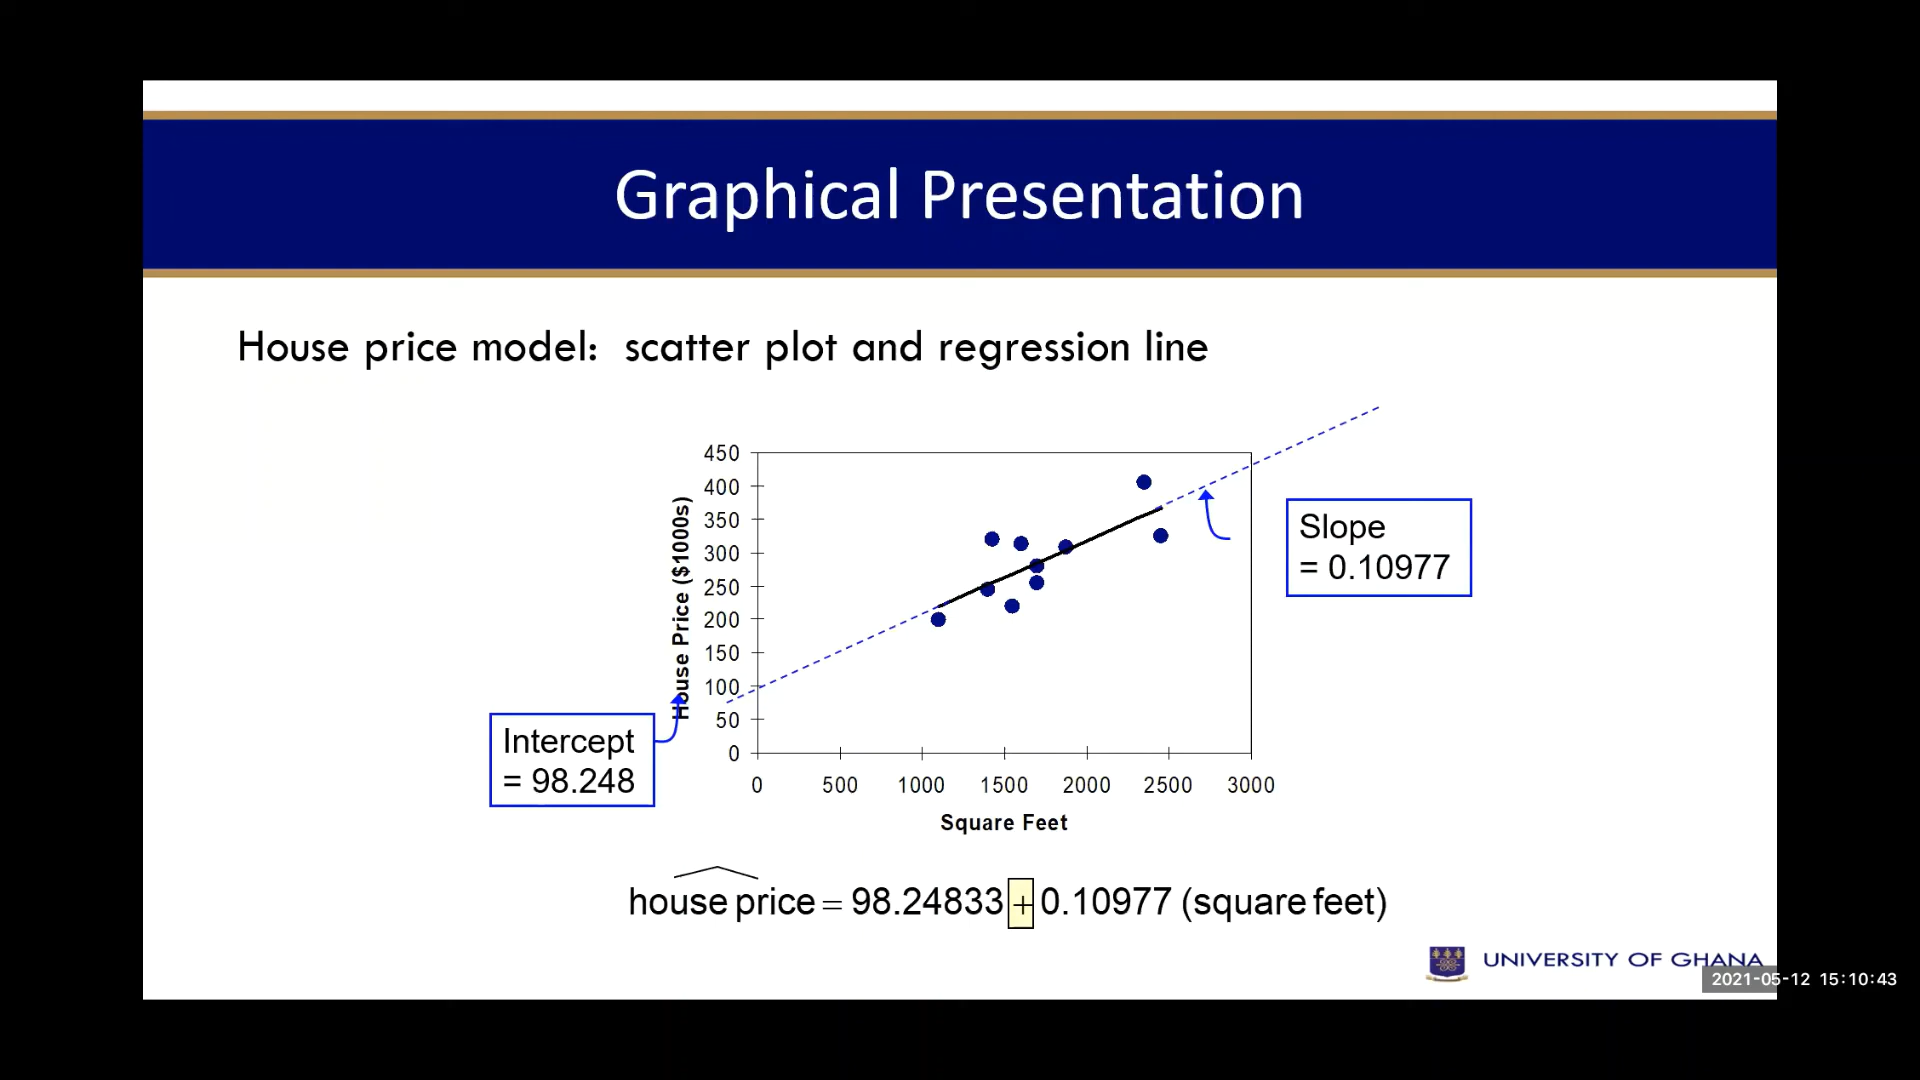 Graphical Presentation
House price model: scatter plot and regression line
450
400
350
300
250
200
150
100
50
0
House Price ($1000s)
0 500 1000 1500 2000 2500 3000
Square Feet
Slope
= 0.10977
Intercept
= 98.248
house price = 98.24833 + 0.10977 (square feet)
UNIVERSITY OF GHANA
2021-05-12 15:10:43